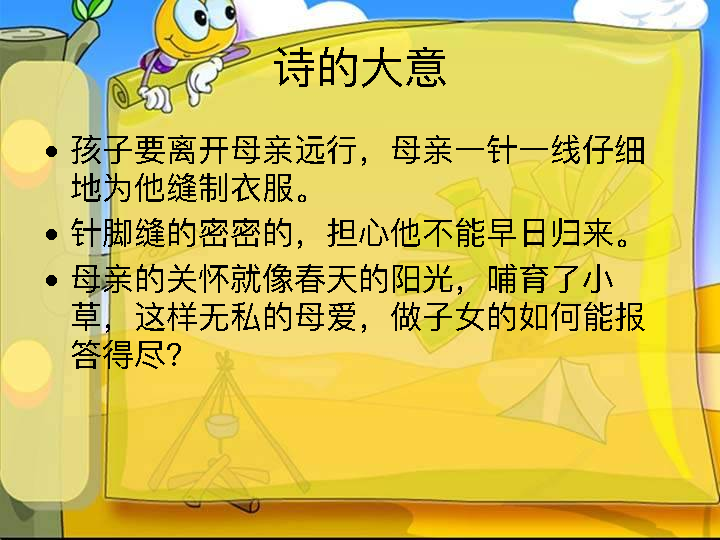 诗的大意
• 孩子要离开母亲远行，母亲一针一线仔细
地为他缝制衣服。
• 针脚缝的密密的，担心他不能早日归来。
• 母亲的关怀就像春天的阳光，哺育了小
草，这样无私的母爱，做子女的如何能报
答得尽？